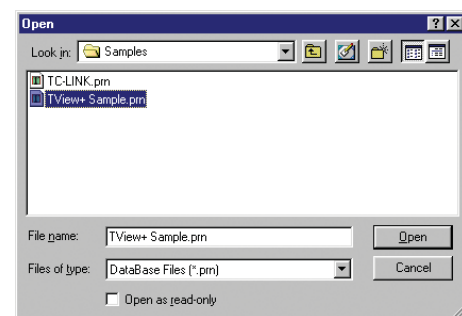 Open
Look in: Samples
TC-LINK.prn
TView+ Sample.prn
File name: TView+ Sample.prn Open
Files of type: DataBase Files (*.prn) Cancel
Open as read-only